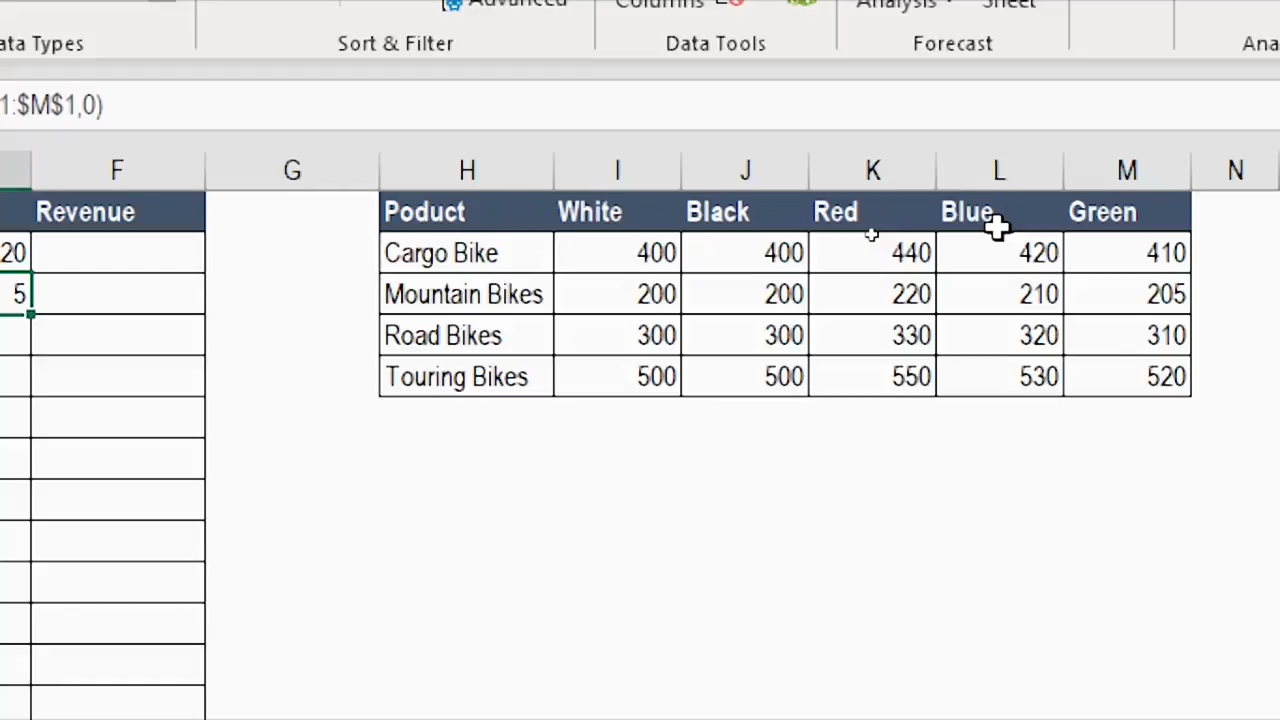 Advanced
Columns
Analysis
Sheet
ata Types
Sort & Filter
Data Tools
Forecast
Ana
1:$M$1,0)
F G H I J K L M N
Revenue Poduct White Black Red Blue Green
20 Cargo Bike 400 400 440 420 410
5 Mountain Bikes 200 200 220 210 205
Road Bikes 300 300 330 320 310
Touring Bikes 500 500 550 530 520